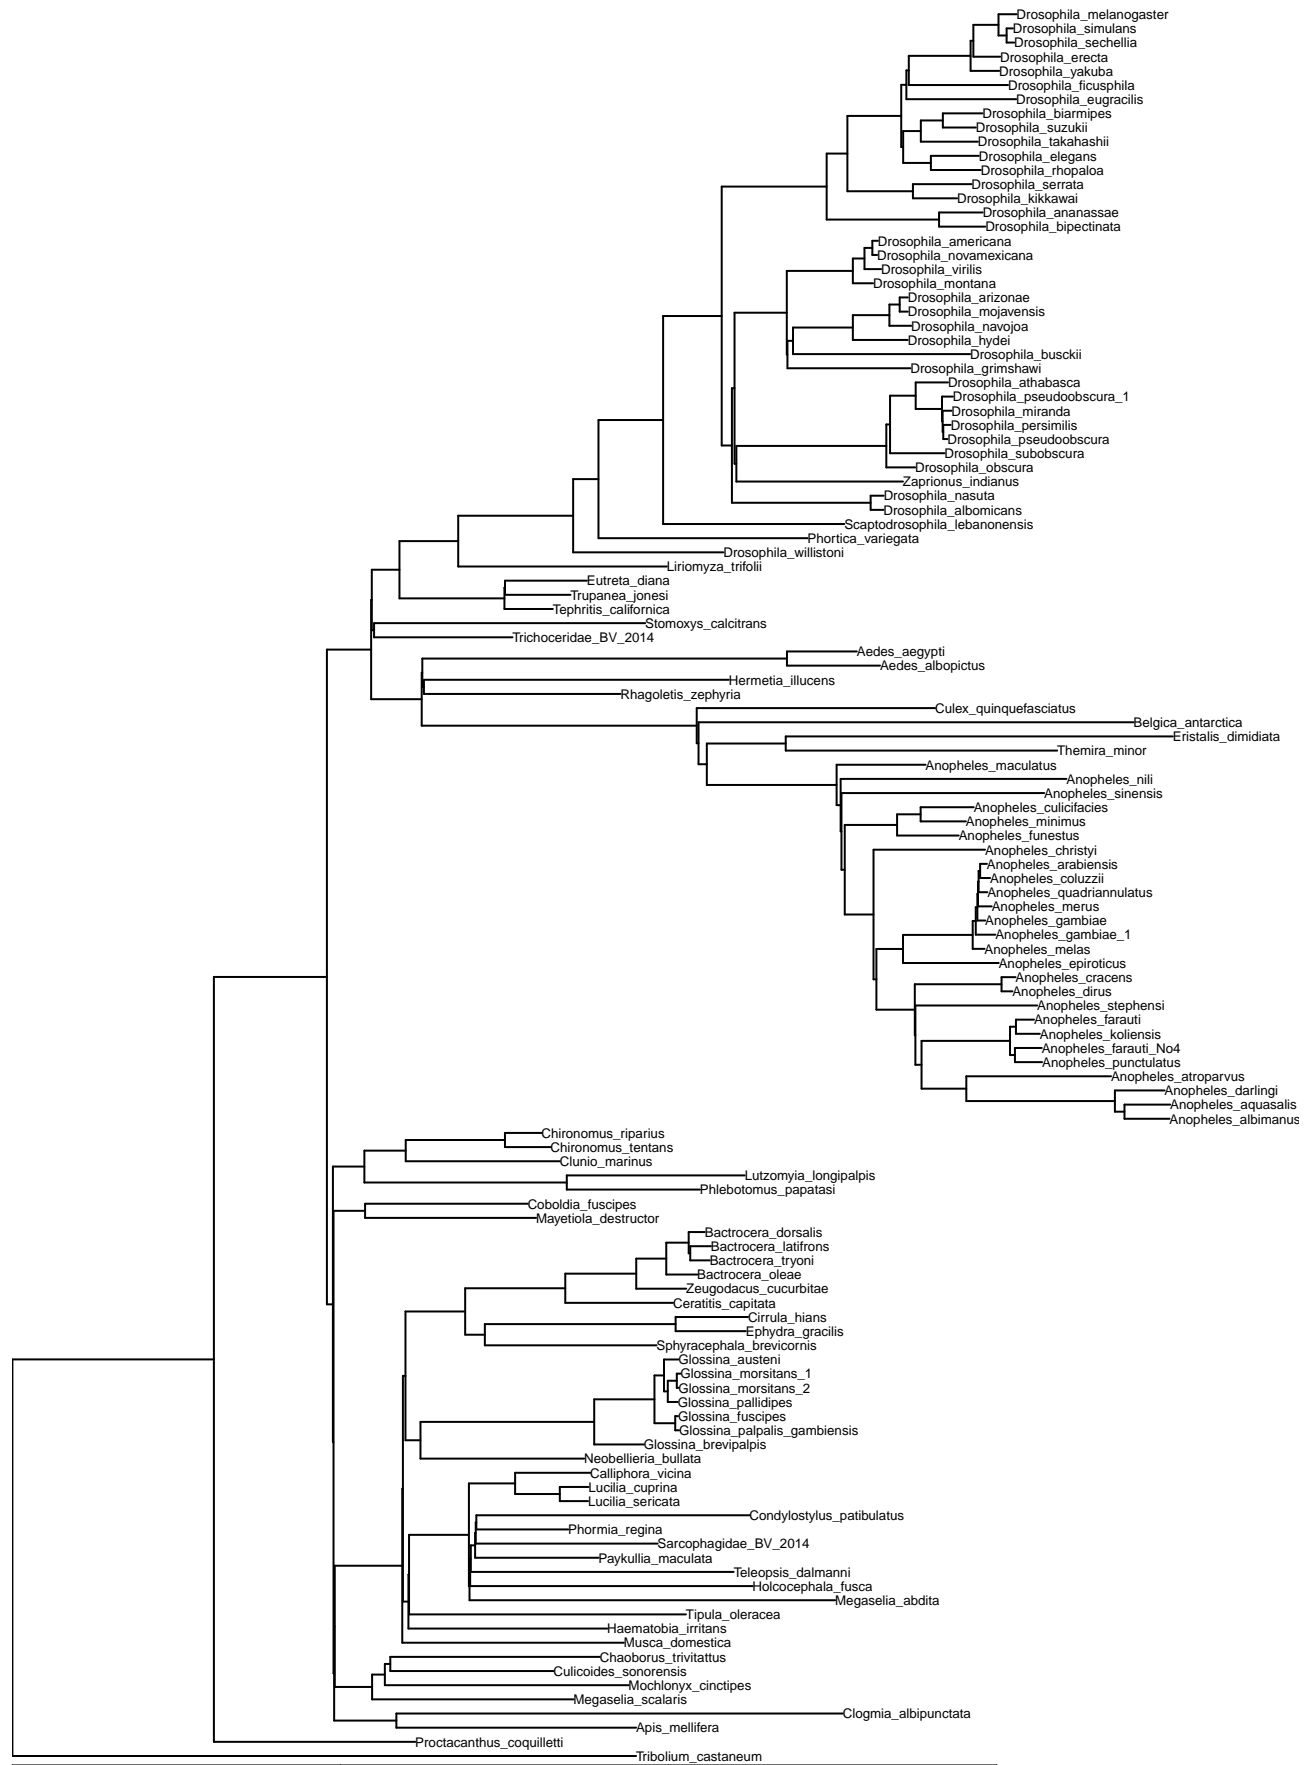 Drosophila_melanogaster
Drosophila_simulans
Drosophila_sechellia
Drosophila_erecta
Drosophila_yakuba
Drosophila_ficusphila
Drosophila_eugracilis
Drosophila_biarmipes
Drosophila_suzukii
Drosophila_takahashii
Drosophila_elegans
Drosophila_rhopaloa
Drosophila_serrata
Drosophila_kikkawai
Drosophila_ananassae
Drosophila_bipectinata
Drosophila_americana
Drosophila_novamexicana
Drosophila_virilis
Drosophila_montana
Drosophila_arizonae
Drosophila_mojavensis
Drosophila_navojoa
Drosophila_hydei
Drosophila_busckii
Drosophila_grimshawi
Drosophila_athabasca
Drosophila_pseudoobscura_1
Drosophila_miranda
Drosophila_persimilis
Drosophila_pseudoobscura
Drosophila_subobscura
Drosophila_obscura
Zaprionus_indianus
Drosophila_nasuta
Drosophila_albomicans
Scaptodrosophila_lebanonensis
Phortica_variegata
Drosophila_willistoni
Liriomyza_trifolii
Eutreta_diana
Trupanea_jonesi
Tephritis_californica
Stomoxys_calcitrans
Trichoceridae_BV_2014
Aedes_aegypti
Aedes_albopictus
Hermetia_illucens
Rhagoletis_zephyria
Culex_quinquefasciatus
Belgica_antarctica
Eristalis_dimidiata
Themira_minor
Anopheles_maculatus
Anopheles_nili
Anopheles_sinensis
Anopheles_culicifacies
Anopheles_minimus
Anopheles_funestus
Anopheles_christyi
Anopheles_arabiensis
Anopheles_coluzzii
Anopheles_quadriannulatus
Anopheles_merus
Anopheles_gambiae
Anopheles_gambiae_1
Anopheles_melas
Anopheles_epiroticus
Anopheles_cracens
Anopheles_dirus
Anopheles_stephensi
Anopheles_farauti
Anopheles_koliensis
Anopheles_farauti_No4
Anopheles_punctulatus
Anopheles_atroparvus
Anopheles_darlingi
Anopheles_aquasalis
Anopheles_albimanus
Chironomus_riparius
Chironomus_tentans
Clunio_marinus
Lutzomyia_longipalpis
Phlebotomus_papatasi
Coboldia_fuscipes
Mayetiola_destructor
Bactrocera_dorsalis
Bactrocera_latifrons
Bactrocera_tryoni
Bactrocera_oleae
Zeugodacus_cucurbitae
Ceratitis_capitata
Cirrula_hians
Ephydra_gracilis
Sphyracephala_brevicornis
Glossina_austeni
Glossina_morsitans_1
Glossina_morsitans_2
Glossina_pallidipes
Glossina_fuscipes
Glossina_palpalis_gambiensis
Glossina_brevipalpis
Neobellieria_bullata
Calliphora_vicina
Lucilia_cuprina
Lucilia_sericata
Condylostylus_patibulatus
Phormia_regina
Sarcophagidae_BV_2014
Paykullia_maculata
Teleopsis_dalmanni
Holcocephala_fusca
Megaselia_abdita
Tipula_oleracea
Haematobia_irritans
Musca_domestica
Chaoborus_trivitattus
Culicoides_sonorensis
Mochlonyx_cinctipes
Megaselia_scalaris
Clogmia_albipunctata
Apis_mellifera
Proctacanthus_coquilletti
Tribolium_castaneum